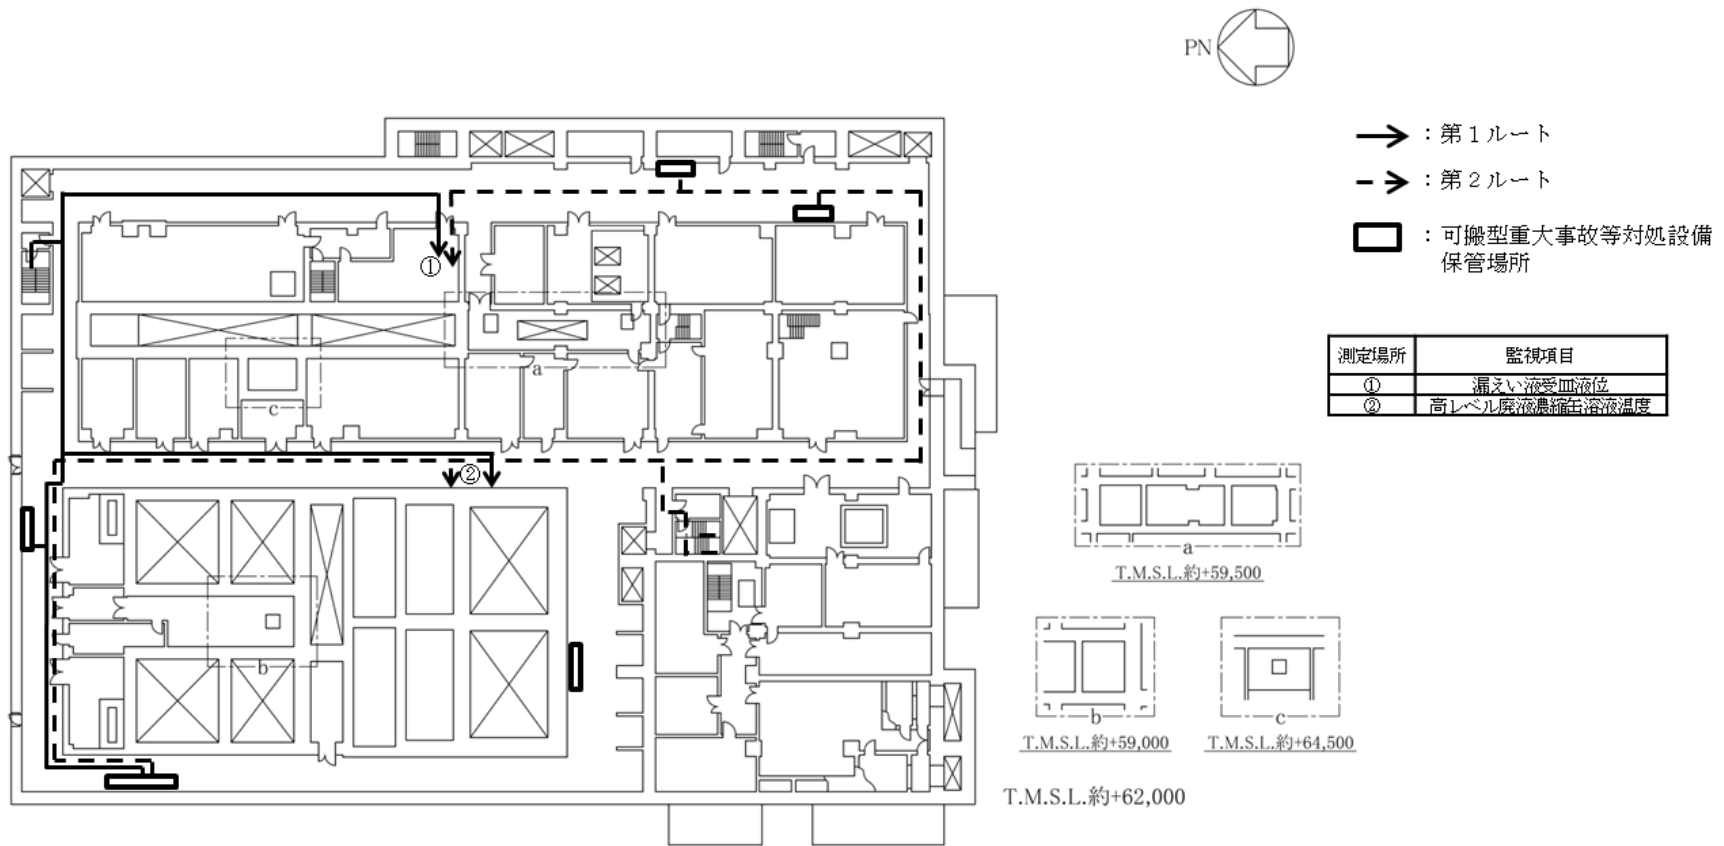 PN
：第１ルート
：第２ルート
：可搬型重大事故等対処設備
保管場所
測定場所 監視項目
① 漏えい液受皿液位
② 高レベル廃液濃縮缶溶液温度
①
a
c
②
b
a
T.M.S.L.約+59,500
b
T.M.S.L.約+59,000
c
T.M.S.L.約+64,500
T.M.S.L.約+62,000